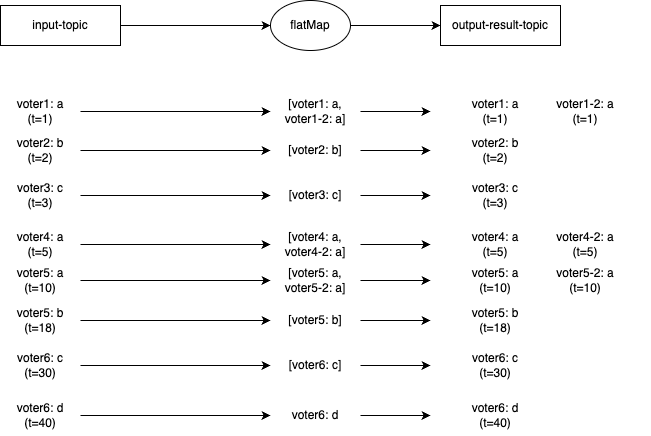 input-topic
flatMap
output-result-topic
voter1: a
(t=1)
[voter1: a,
voter1-2: a]
voter1: a
(t=1)
voter1-2: a
(t=1)
voter2: b
(t=2)
[voter2: b]
voter2: b
(t=2)
voter3: c
(t=3)
[voter3: c]
voter3: c
(t=3)
voter4: a
(t=5)
[voter4: a,
voter4-2: a]
voter4: a
(t=5)
voter4-2: a
(t=5)
voter5: a
(t=10)
[voter5: a,
voter5-2: a]
voter5: a
(t=10)
voter5-2: a
(t=10)
voter5: b
(t=18)
[voter5: b]
voter5: b
(t=18)
voter6: c
(t=30)
[voter6: c]
voter6: c
(t=30)
voter6: d
(t=40)
voter6: d
voter6: d
(t=40)